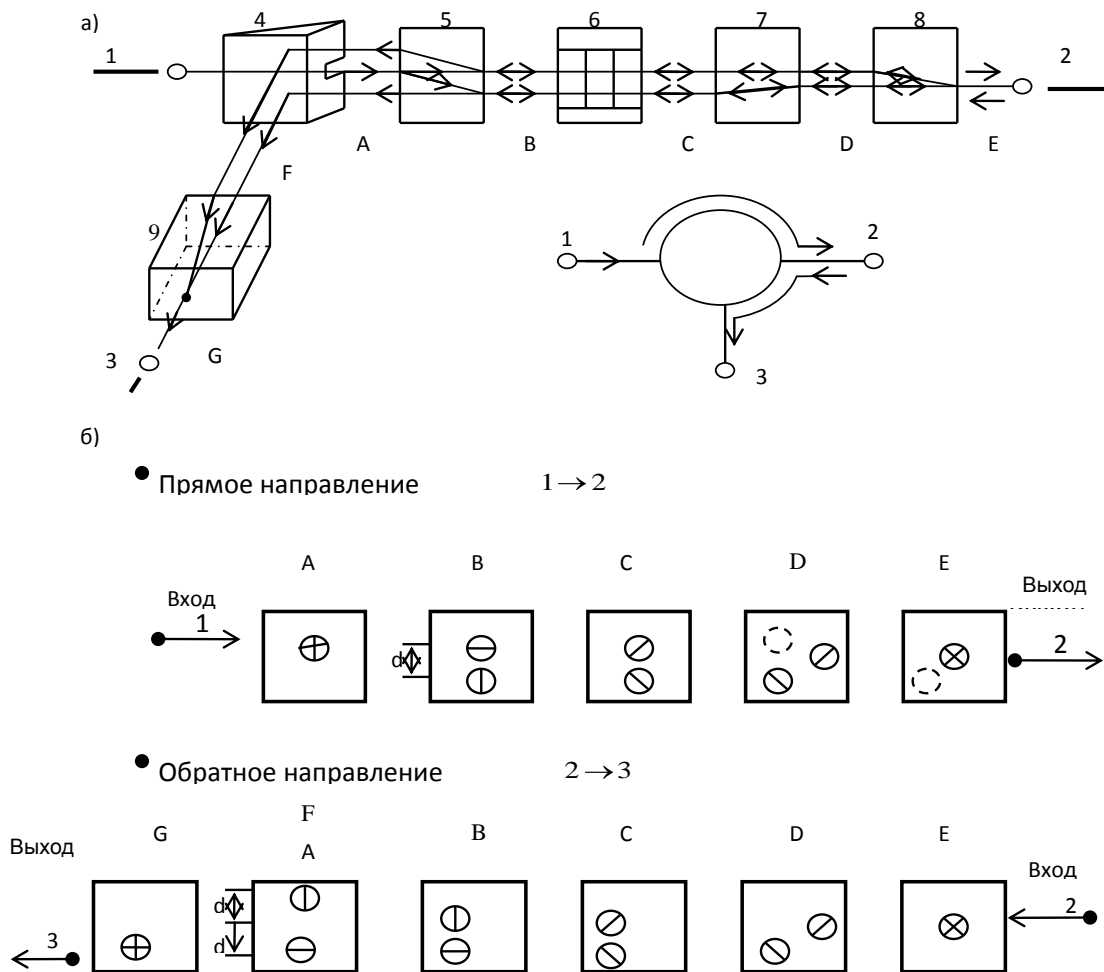 а) 4 5 6 7 8
1 2
A B C D E
F
9
3 G
1 2
3
б)
Прямое направление 1 → 2
A B C D E
Вход Выход
1 d 2
Обратное направление 2 → 3
F
G A B C D E
Выход Вход
3 d 2
d